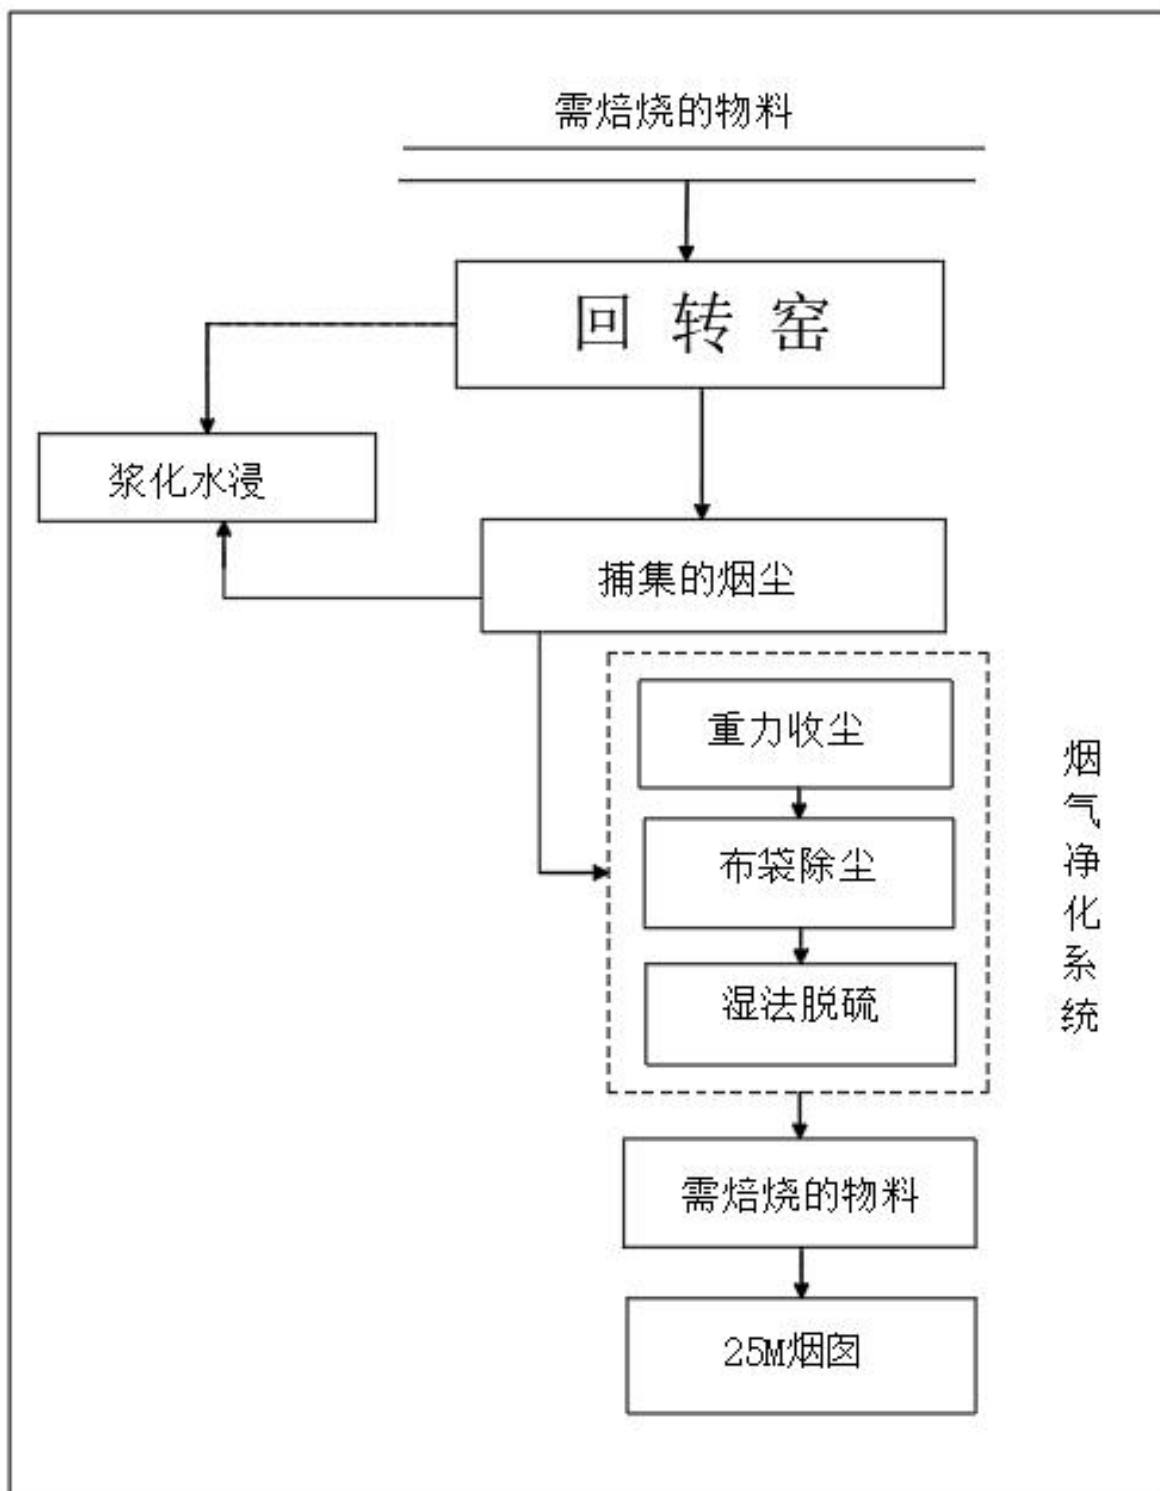 需焙烧的物料
回转窑
浆化水浸
捕集的烟尘
重力收尘
布袋除尘
湿法脱硫
烟气净化系统
需焙烧的物料
25M烟囱